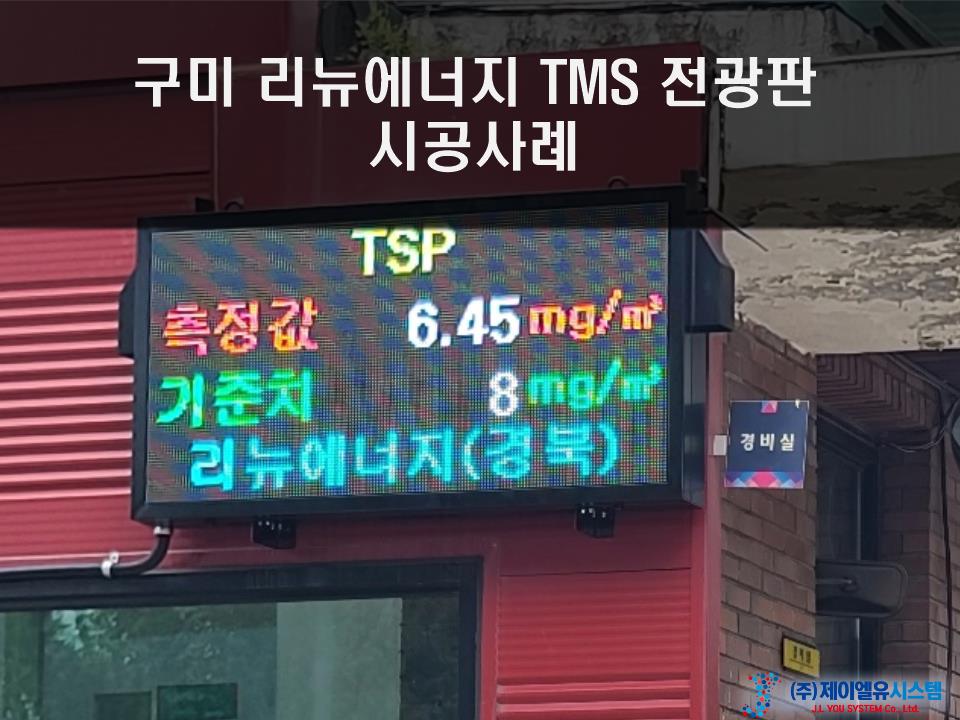 구미 리뉴에너지 TMS 전광판
시공사례
TSP
측정값 6.45 mg/㎥
기준치 8 mg/㎥
리뉴에너지(경북)
경비실
(주)제이엘유시스템
J.L YOU SYSTEM Co., Ltd.